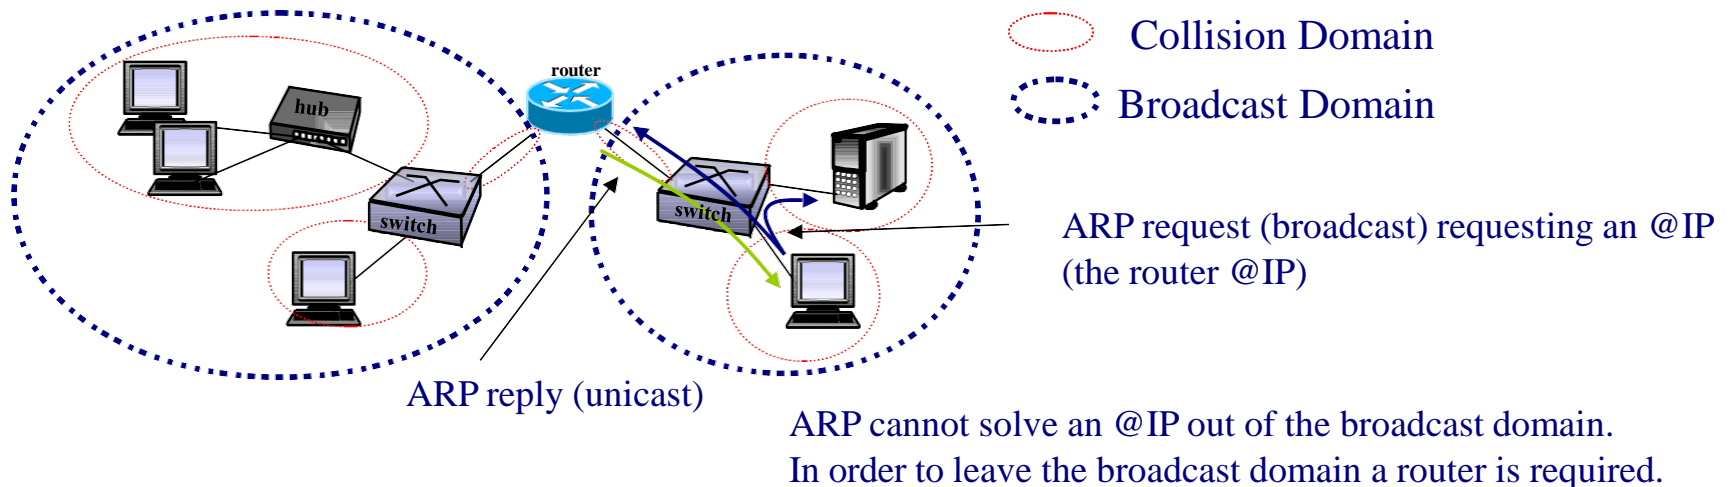 router
Collision Domain
hub
Broadcast Domain
switch
switch
ARP request (broadcast) requesting an @IP
(the router @IP)
ARP reply (unicast)
ARP cannot solve an @IP out of the broadcast domain.
In order to leave the broadcast domain a router is required.